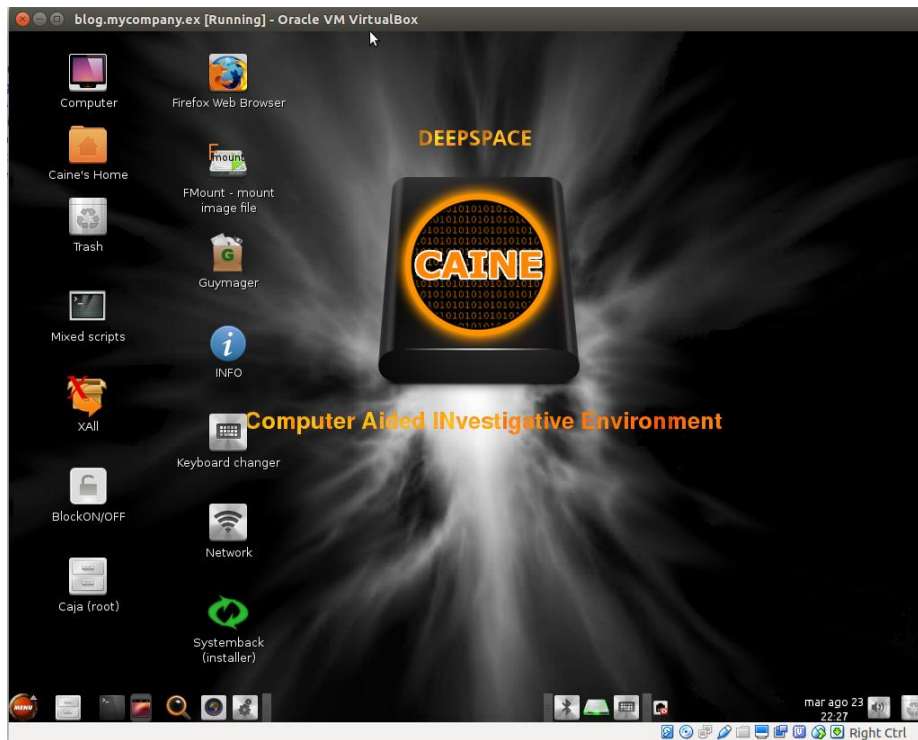 blog.mycompany.ex [Running] - Oracle VM VirtualBox
Computer
Firefox Web Browser
DEEPSPACE
Caine's Home
Fmount
FMount - mount
image file
Trash
G
Guymager
CAINE
Mixed scripts
i
INFO
XAll
Computer Aided INvestigative Environment
Keyboard changer
BlockON/OFF
Network
Caja (root)
Systemback
(installer)
MENU
mar ago 23
22:27
Right Ctrl